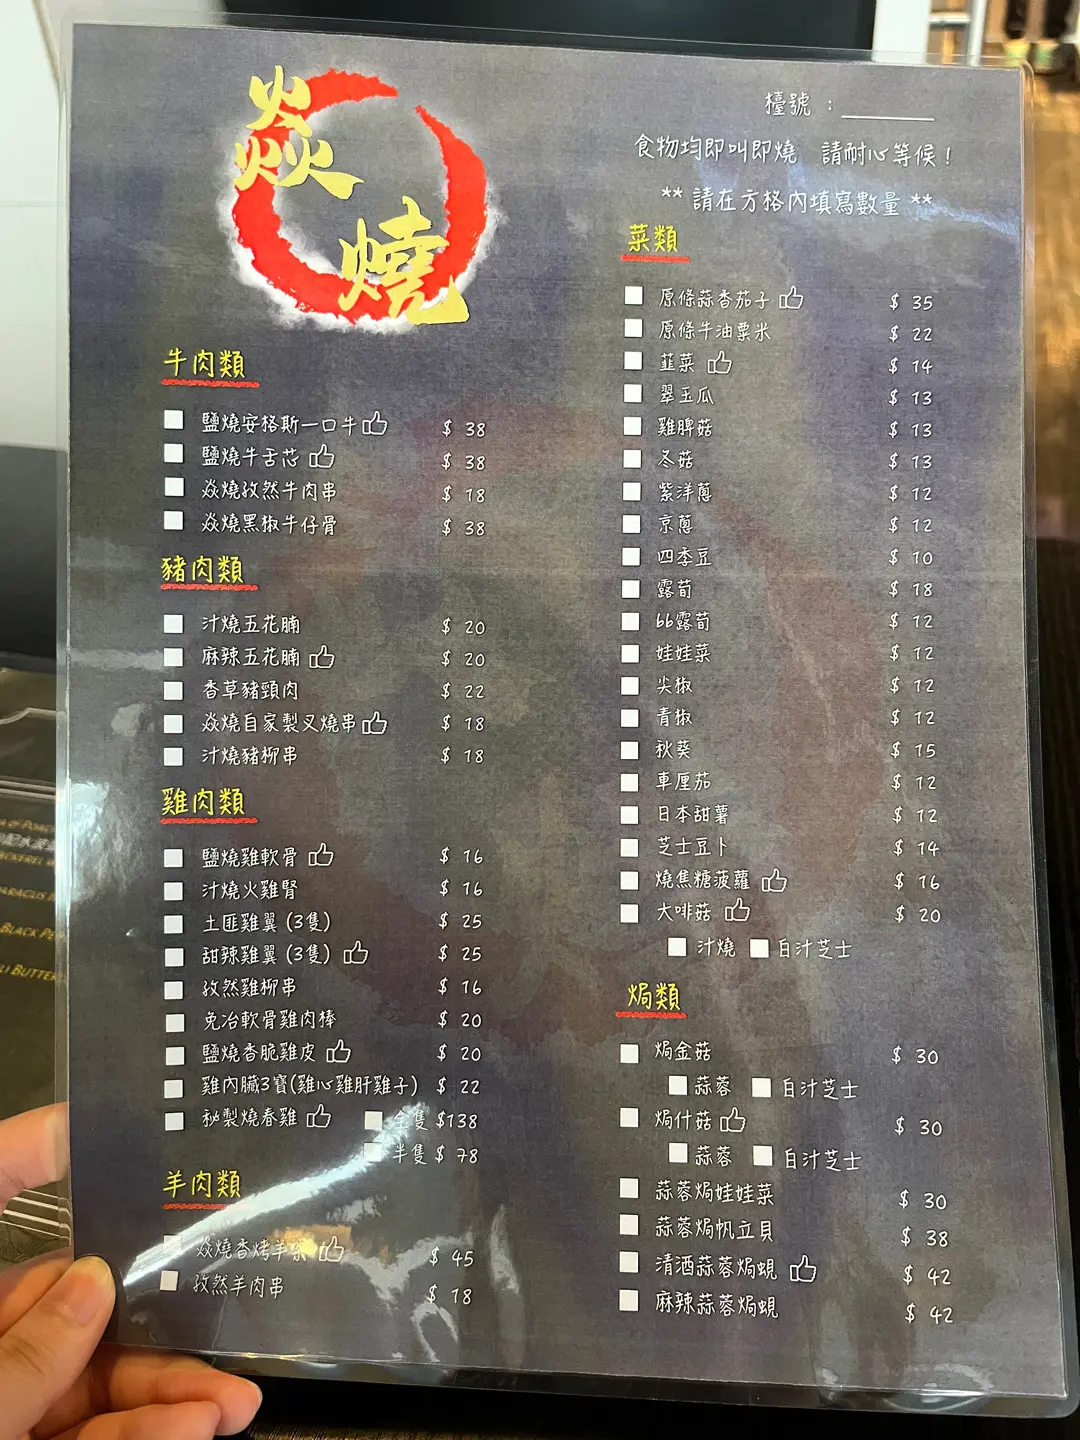 焱
燒
檯號 :
食物均即叫即燒 請耐心等候!
** 請在方格內填寫數量 **
牛肉類
鹽燒安格斯一口牛 $ 38
鹽燒牛舌芯 $ 38
焱燒孜然牛肉串 $ 18
焱燒黑椒牛仔骨 $ 38
豬肉類
汁燒五花腩 $ 20
麻辣五花腩 $ 20
香草豬頸肉 $ 22
焱燒自家製叉燒串 $ 18
汁燒豬柳串 $ 18
雞肉類
鹽燒雞軟骨 $ 16
汁燒火雞腎 $ 16
土匪雞翼 (3隻) $ 25
甜辣雞翼 (3隻) $ 25
孜然雞柳串 $ 16
免治軟骨雞肉棒 $ 20
鹽燒香脆雞皮 $ 20
雞內臟3寶(雞心雞肝雞子) $ 22
秘製燒春雞 全隻 $138
半隻 $ 78
羊肉類
焱燒香烤羊 $ 45
孜然羊肉串 $ 18
菜類
原條蒜香茄子 $ 35
原條牛油粟米 $ 22
韮菜 $ 14
翠玉瓜 $ 13
雞脾菇 $ 13
冬菇 $ 13
紫洋蔥 $ 12
京蔥 $ 12
四季豆 $ 10
露荀 $ 18
bb露荀 $ 12
娃娃菜 $ 12
尖椒 $ 12
青椒 $ 12
秋葵 $ 15
車厘茄 $ 12
日本甜薯 $ 12
芝士豆卜 $ 14
燒焦糖菠蘿 $ 16
大啡菇 $ 20
汁燒 白汁芝士
焗類
焗金菇 $ 30
蒜蓉 白汁芝士
焗什菇 $ 30
蒜蓉 白汁芝士
蒜蓉焗娃娃菜 $ 30
蒜蓉焗帆立貝 $ 38
清酒蒜蓉焗蜆 $ 42
麻辣蒜蓉焗蜆 $ 42
BLACK PE
BUTTER